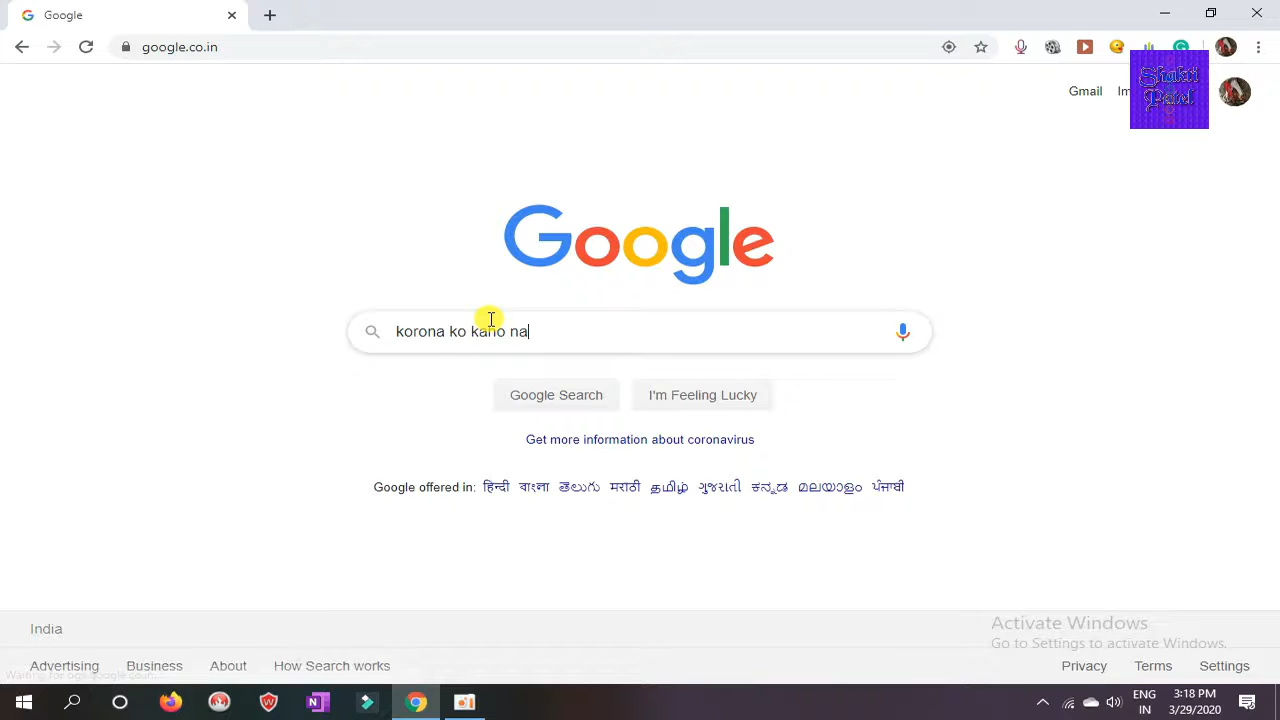 Google
google.co.in
Gmail
Shakti
Patel
Google
korona ko kaho na
Google Search I'm Feeling Lucky
Get more information about coronavirus
Google offered in: हिन्दी বাংলা తెలుగు मराठी தமிழ் ગુજરાતી ಕನ್ನಡ മലയാളം ਪੰਜਾਬੀ
India
Activate Windows
Go to Settings to activate Windows.
Advertising Business About How Search works Privacy Terms Settings
ENG
IN
3:18 PM
3/29/2020